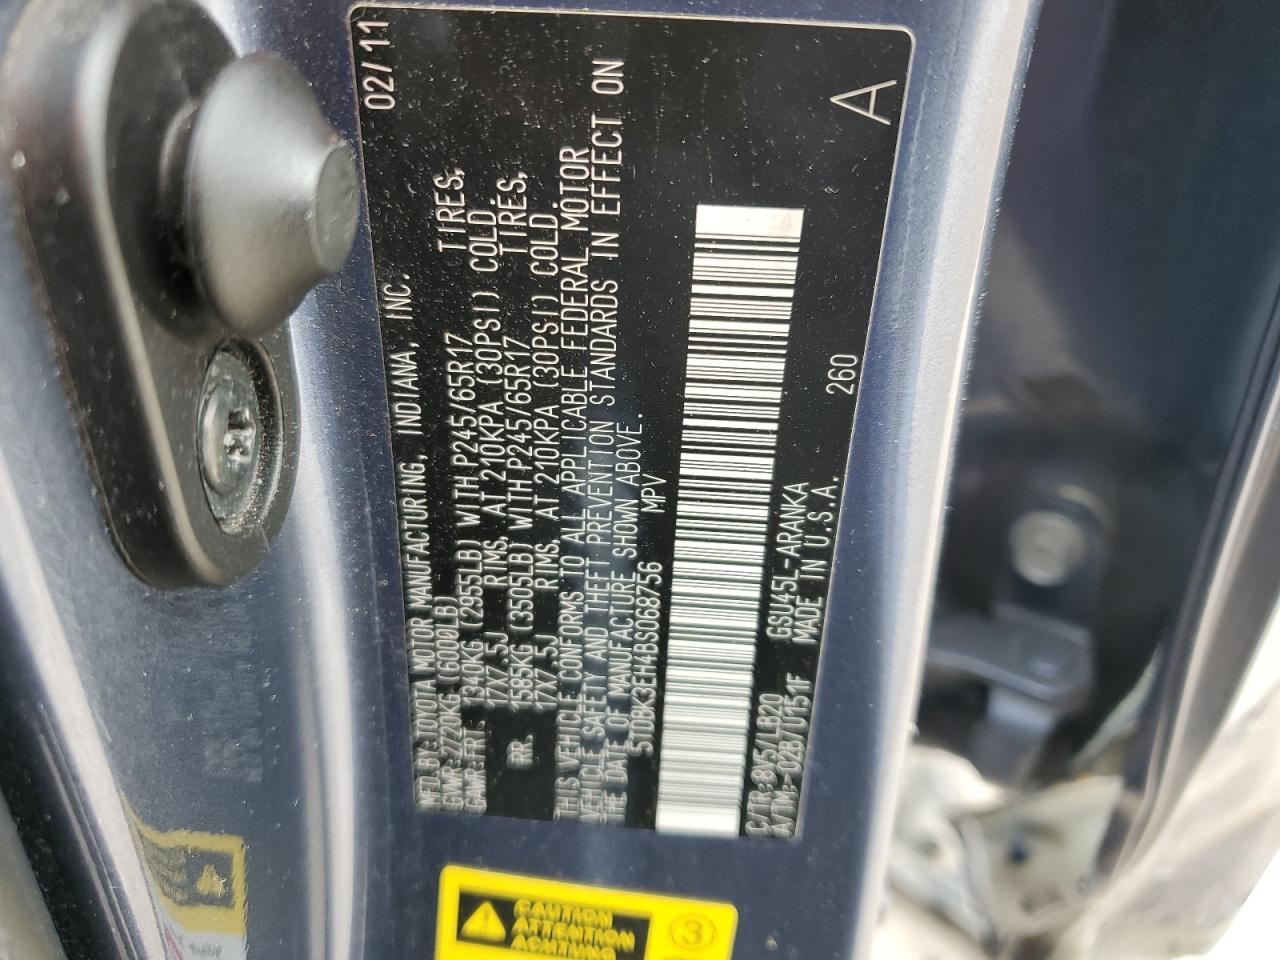 02/11
MFD. BY: TOYOTA MOTOR MANUFACTURING, INDIANA, INC.
GVWR: 2720KG (6000LB)
GAWR: FRT. 1340KG (2955LB) WITH P245/65R17 TIRES,
17X7.5J RIMS, AT 210KPA (30PSI) COLD.
RR. 1585KG (3505LB) WITH P245/65R17 TIRES,
17X7.5J RIMS, AT 210KPA (30PSI) COLD.
THIS VEHICLE CONFORMS TO ALL APPLICABLE FEDERAL MOTOR
VEHICLE SAFETY AND THEFT PREVENTION STANDARDS IN EFFECT ON
THE DATE OF MANUFACTURE SHOWN ABOVE.
5TDBK3EH4BS068756 MPV
A
C/TR: 8V5/LB20 GSU45L-ARANKA
A/TM: -02B/U151F MADE IN U.S.A.
260
CAUTION
ATTENTION
ACHTUNG
3